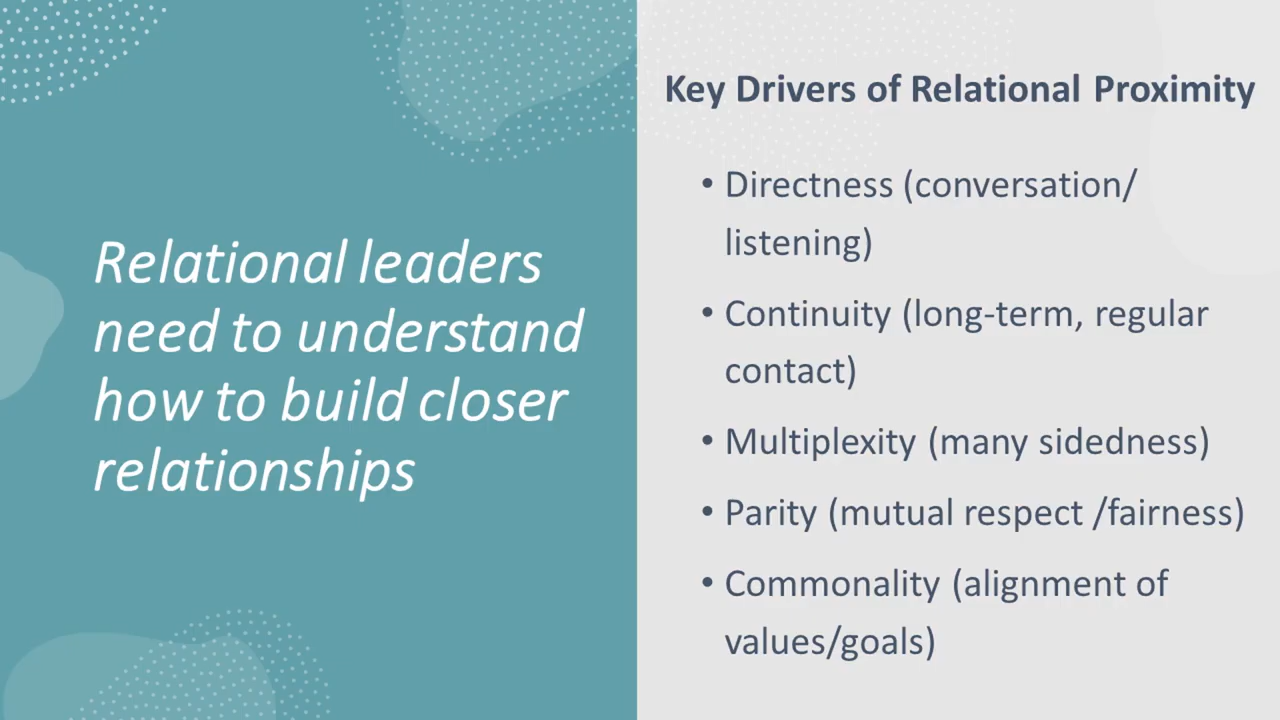 Relational leaders
need to understand
how to build closer
relationships
Key Drivers of Relational Proximity
• Directness (conversation/
listening)
• Continuity (long-term, regular
contact)
• Multiplexity (many sidedness)
• Parity (mutual respect /fairness)
• Commonality (alignment of
values/goals)